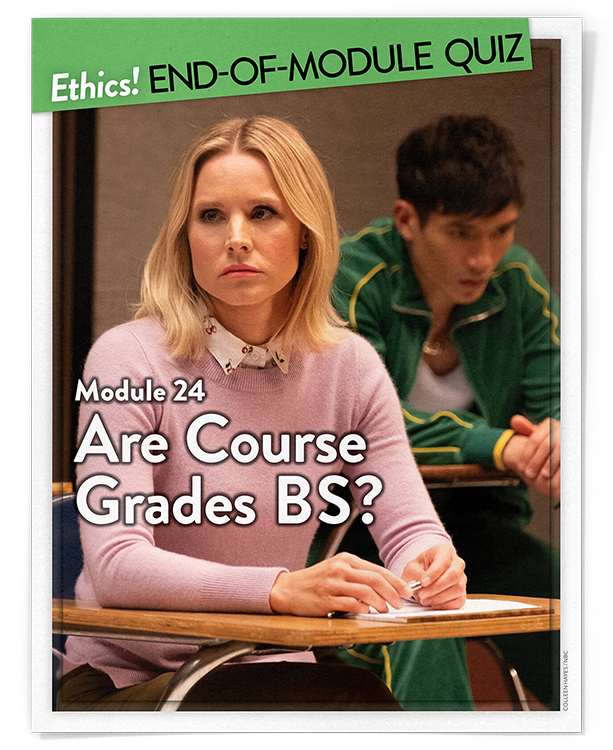 Ethics! END-OF-MODULE QUIZ
Module 24
Are Course
Grades BS?
COLLEEN HAYES / NBC